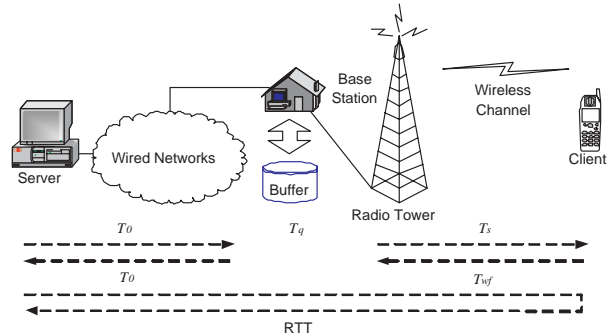 Base
Station
Wireless
Channel
Wired Networks
Server
Buffer
Client
Radio Tower
T0 Tq Ts
T0 Twf
RTT